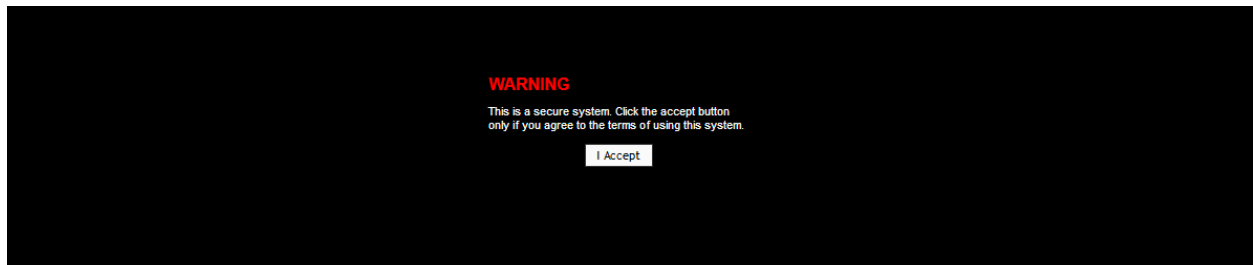 WARNING
This is a secure system. Click the accept button
only if you agree to the terms of using this system.
I Accept